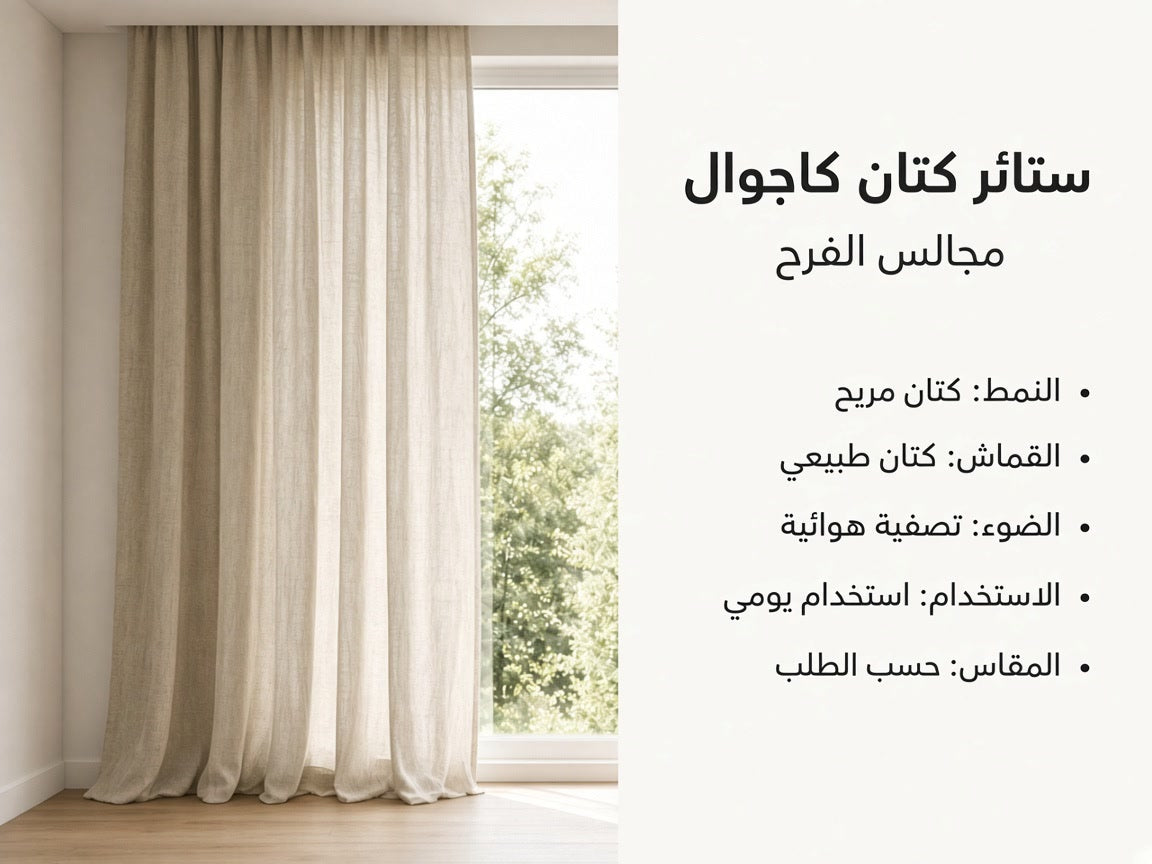 ستائر كتان كاجوال
مجالس الفرح
• النمط: كتان مريح
• القماش: كتان طبيعي
• الضوء: تصفية هوائية
• الاستخدام: استخدام يومي
• المقاس: حسب الطلب